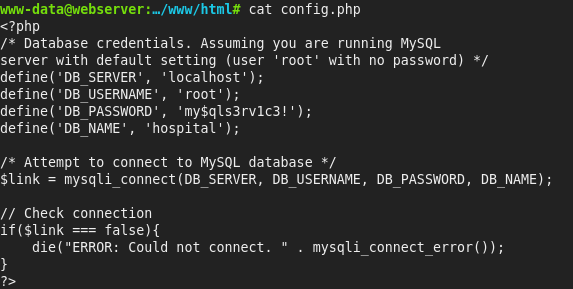 www-data@webserver:…/www/html# cat config.php
<?php
/* Database credentials. Assuming you are running MySQL
server with default setting (user 'root' with no password) */
define('DB_SERVER', 'localhost');
define('DB_USERNAME', 'root');
define('DB_PASSWORD', 'my$qls3rv1c3!');
define('DB_NAME', 'hospital');

/* Attempt to connect to MySQL database */
$link = mysqli_connect(DB_SERVER, DB_USERNAME, DB_PASSWORD, DB_NAME);

// Check connection
if($link === false){
    die("ERROR: Could not connect. " . mysqli_connect_error());
}
?>